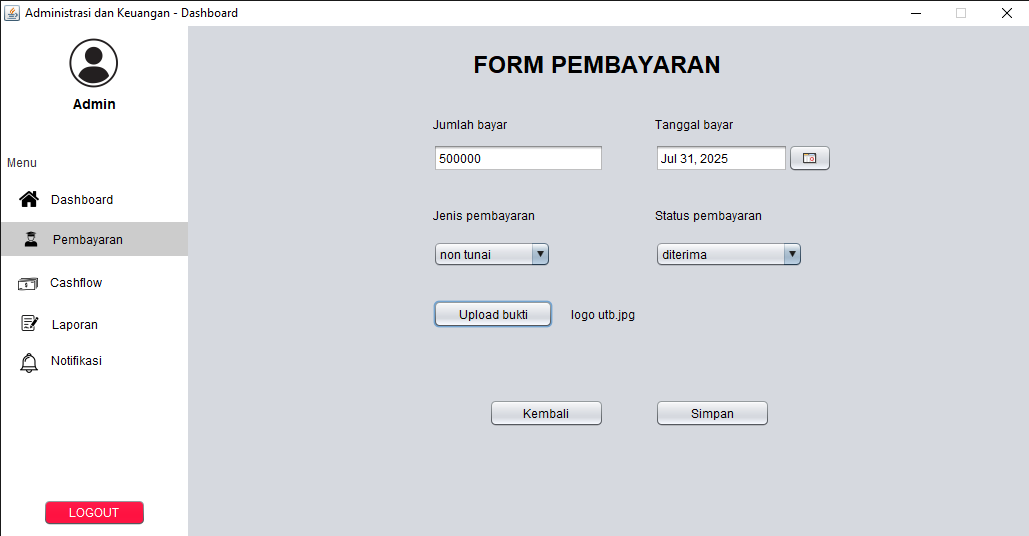 Administrasi dan Keuangan - Dashboard
Admin
Menu
Dashboard
Pembayaran
Cashflow
Laporan
Notifikasi
LOGOUT
FORM PEMBAYARAN
Jumlah bayar
Tanggal bayar
500000
Jul 31, 2025
Jenis pembayaran
Status pembayaran
non tunai
diterima
Upload bukti
logo utb.jpg
Kembali
Simpan